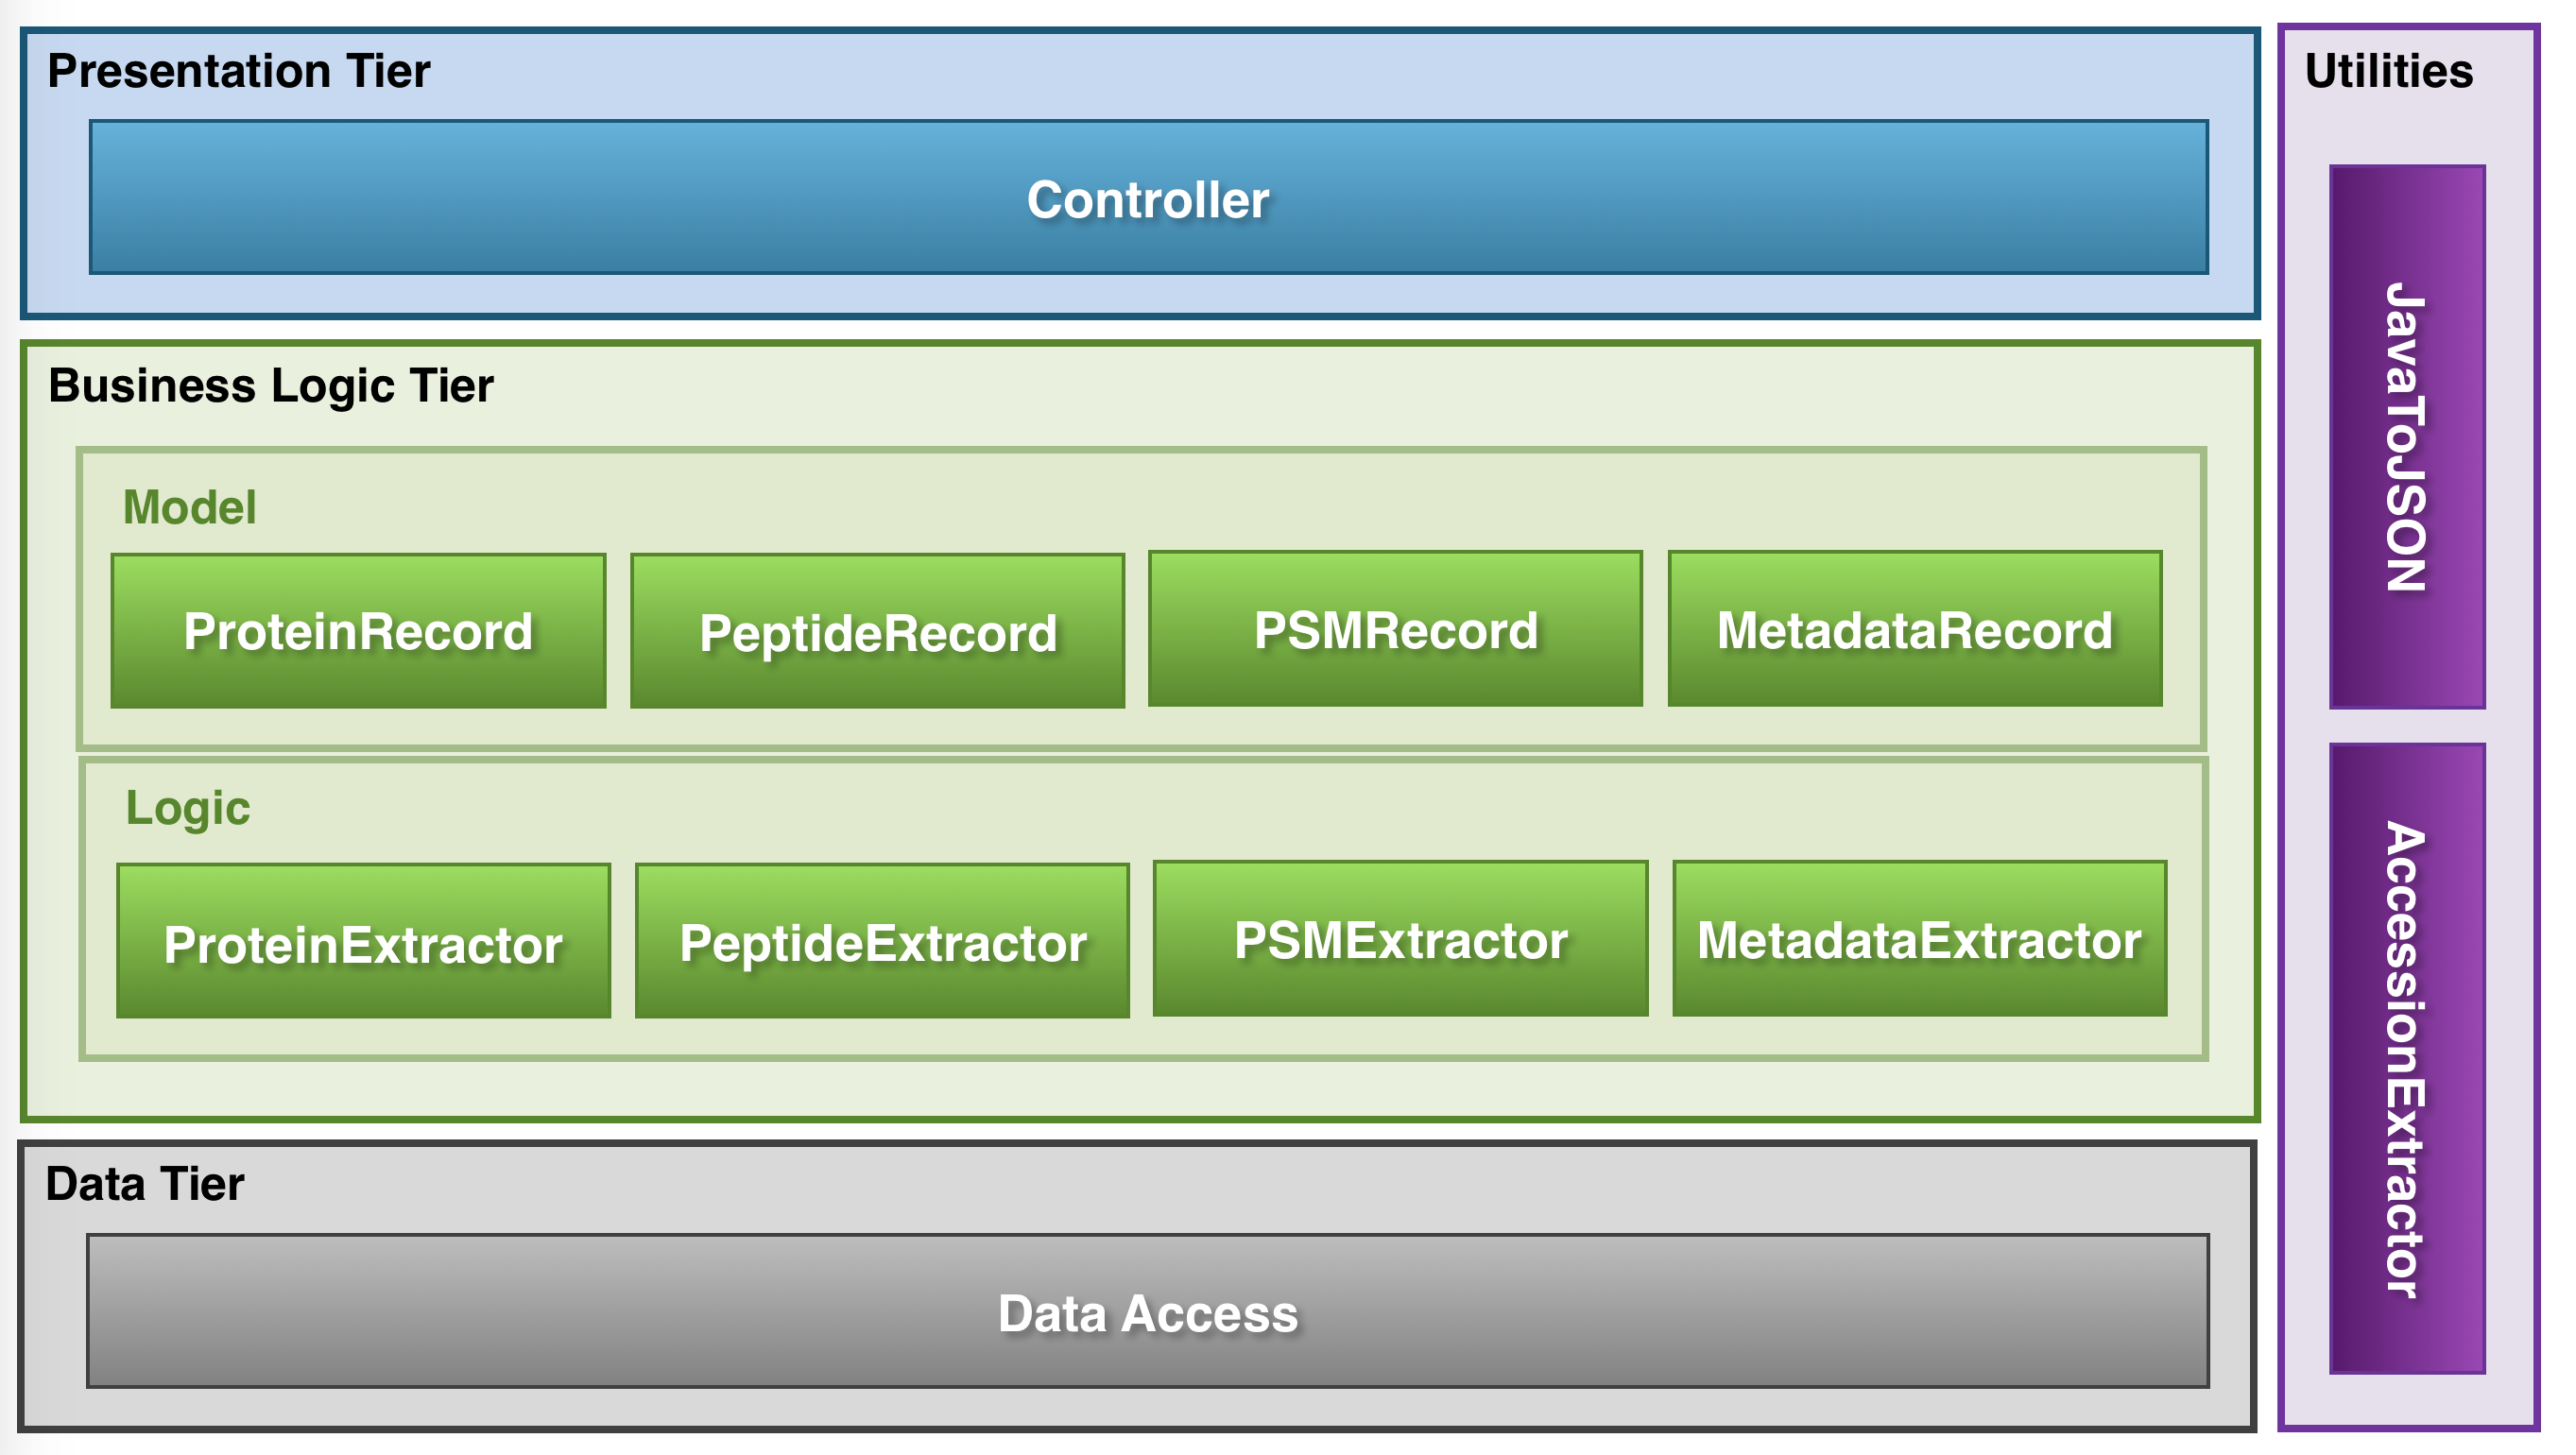 Presentation Tier
Controller
Business Logic Tier
Model
ProteinRecord
PeptideRecord
PSMRecord
MetadataRecord
Logic
ProteinExtractor
PeptideExtractor
PSMExtractor
MetadataExtractor
Data Tier
Data Access
Utilities
JavaToJSON
AccessionExtractor